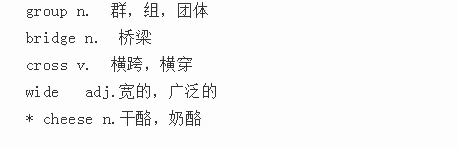 group n.  群，组，团体
bridge n.  桥梁
cross v.  横跨，横穿
wide   adj.宽的，广泛的
* cheese n.干酪，奶酪